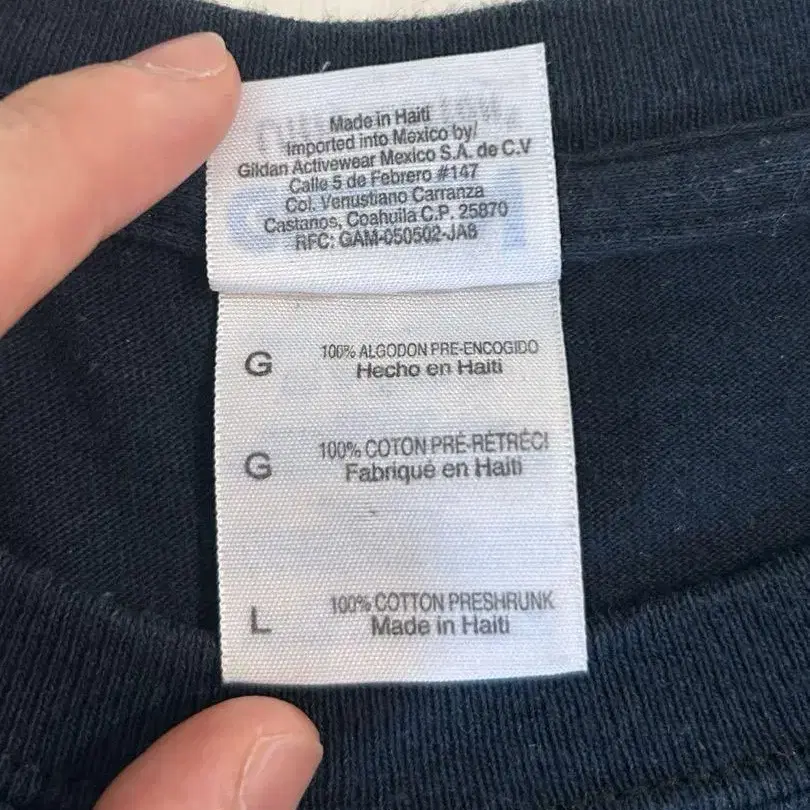 Made in Haiti
Imported into Mexico by/
Gildan Activewear Mexico S.A. de C.V
Calle 5 de Febrero #147
Col. Venustiano Carranza
Castanos, Coahuila C.P. 25870
RFC: GAM-050502-JA8
G 100% ALGODON PRE-ENCOGIDO
Hecho en Haiti
G 100% COTON PRÉ-RÉTRÉCI
Fabriqué en Haïti
L 100% COTTON PRESHRUNK
Made in Haiti